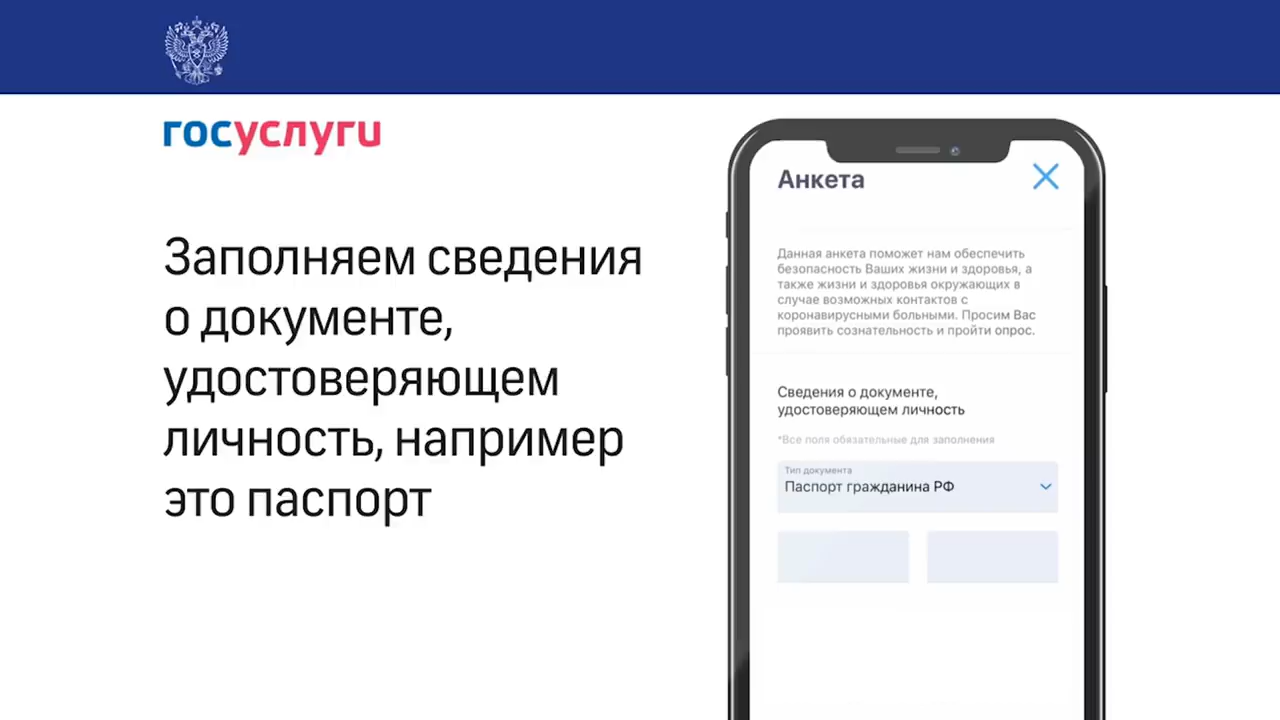 госуслуги
Заполняем сведения
о документе,
удостоверяющем
личность, например
это паспорт
Анкета
Данная анкета поможет нам обеспечить
безопасность Ваших жизни и здоровья, а
также жизни и здоровья окружающих в
случае возможных контактов с
коронавирусными больными. Просим Вас
проявить сознательность и пройти опрос.
Сведения о документе,
удостоверяющем личность
*Все поля обязательные для заполнения
Тип документа
Паспорт гражданина РФ